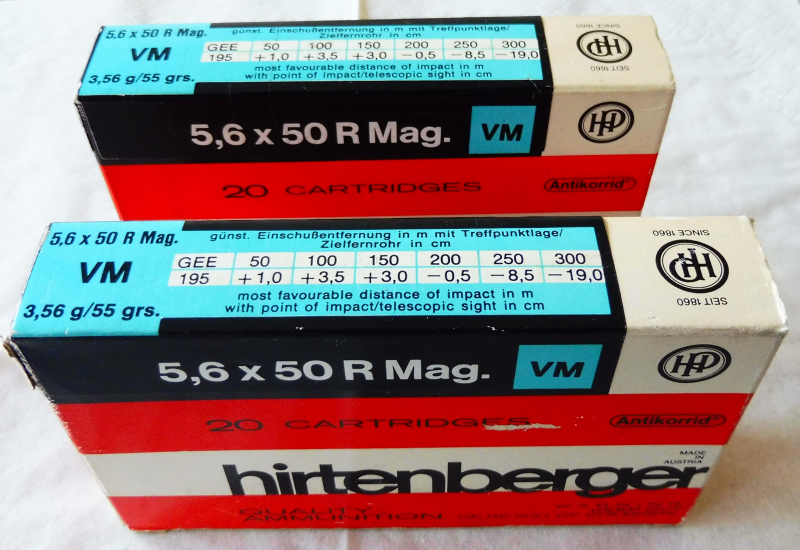 5,6 x 50 R Mag.
VM
3,56 g/55 grs.
günst. Einschußentfernung in m mit Treffpunktlage/
Zielfernrohr in cm
GEE 50 100 150 200 250 300
195 +1,0 +3,5 +3,0 −0,5 −8,5 −19,0
most favourable distance of impact in m
with point of impact/telescopic sight in cm
SINCE 1860
SEIT 1860
5,6 x 50 R Mag. VM
HP
20 CARTRIDGES Antikorrid®
5,6 x 50 R Mag.
VM
3,56 g/55 grs.
günst. Einschußentfernung in m mit Treffpunktlage/
Zielfernrohr in cm
GEE 50 100 150 200 250 300
195 +1,0 +3,5 +3,0 −0,5 −8,5 −19,0
most favourable distance of impact in m
with point of impact/telescopic sight in cm
SINCE 1860
SEIT 1860
5,6 x 50 R Mag. VM
HP
20 CARTRIDGES Antikorrid®
MADE
IN
AUSTRIA
hirtenberger
QUALITY
AMMUNITION